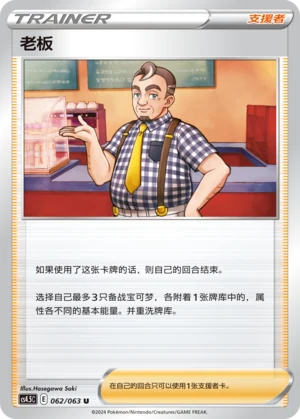 TRAINER
支援者
老板
如果使用了这张卡牌的话，则自己的回合结束。
选择自己最多3只备战宝可梦，各附着1张牌库中的，属
性各不同的基本能量。并重洗牌库。
Illus. Hasegawa Saki
CS4.5C E 062/063 U
在自己的回合只可以使用1张支援者卡。
©2024 Pokémon/Nintendo/Creatures/GAME FREAK.